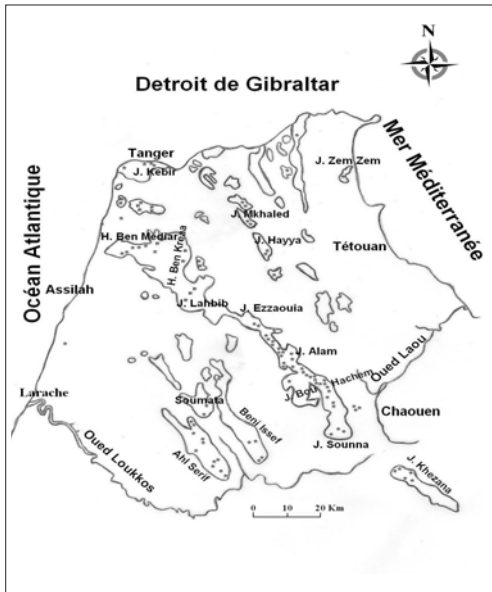 N
Detroit de Gibraltar
Mer Méditerranée
Océan Atlantique
Tanger
J. Kebir
J. Zem Zem
J. Mkhaled
H. Ben Mediar
H. Ben Kreaa
J. Hayya
Tétouan
Assilah
J. Lahbib
J. Ezzaouia
J. Alam
Hachem
Oued Laou
J. Bou
Larache
Soumata
Beni Issef
Chaouen
Ahl Serif
J. Sounna
Oued Loukkos
J. Khezana
0 10 20 Km